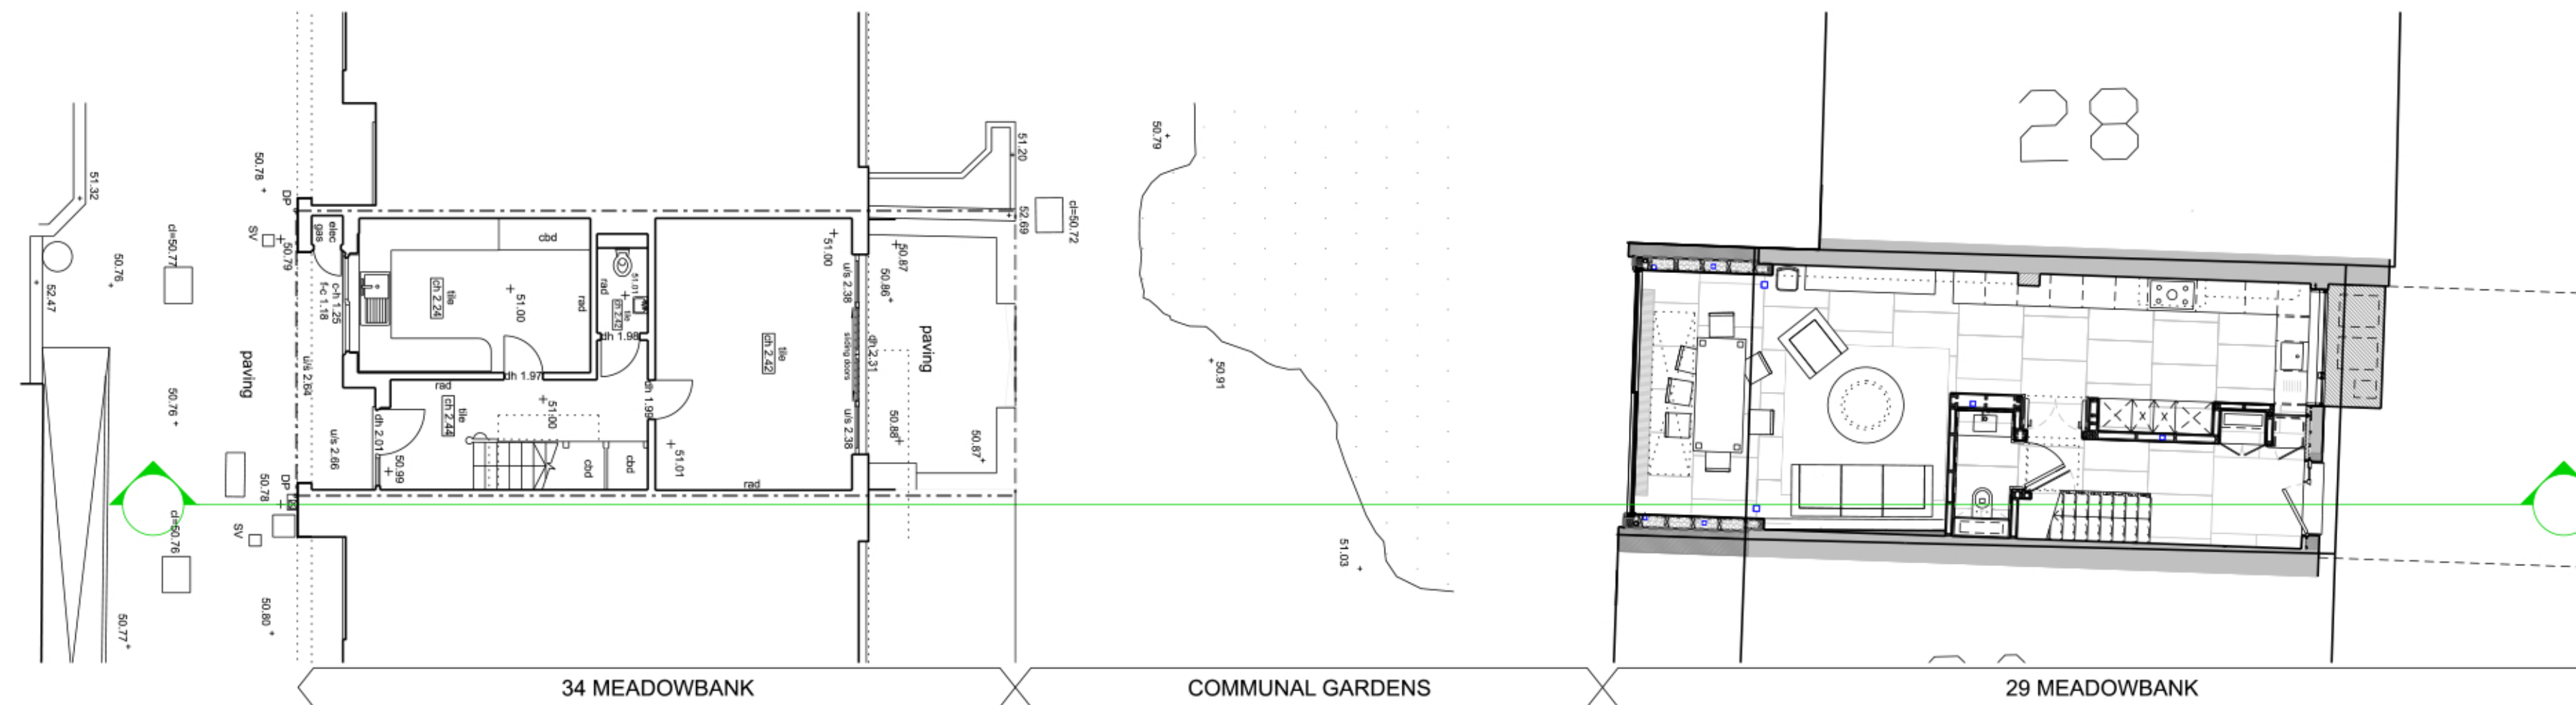 51.32
52.47
50.76
cl=50.77
50.76
cl=50.76
50.77
50.78
DP
SV
50.79
paving
50.78
DP
SV
50.80
elec
gas
c-h 1.25
f-c 1.18
u/s 2.64
u/s 2.66
dh 2.01
50.99
cbd
tile
ch 2.24
51.00
rad
dh 1.97
rad
tile
ch 2.44
51.00
cbd
cbd
rad
51.01
tile
ch 2.42
dh 1.98
dh 1.99
51.01
51.00
tile
ch 2.42
rad
u/s 2.38
sliding doors
dh 2.31
u/s 2.38
50.87
50.86
paving
50.88
50.87
51.20
52.69
cl=50.72
50.79
50.91
51.03
28
34 MEADOWBANK
COMMUNAL GARDENS
29 MEADOWBANK